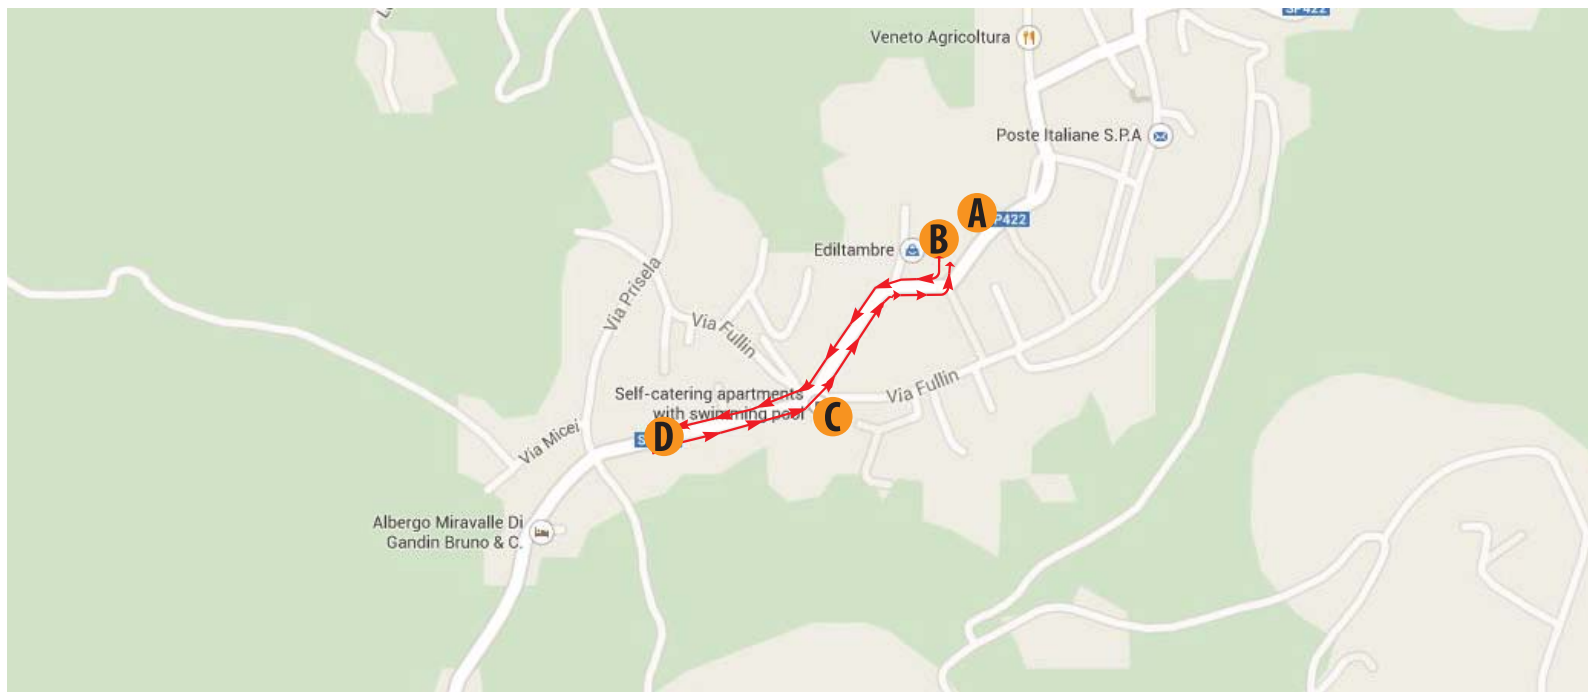 SP422
Veneto Agricoltura
Poste Italiane S.P.A
A
P422
B
Ediltambre
Via Prisela
Via Fullin
Via Fullin
Self-catering apartments
with swimming pool
C
S
D
Via Micei
Albergo Miravalle Di
Gandin Bruno & C.